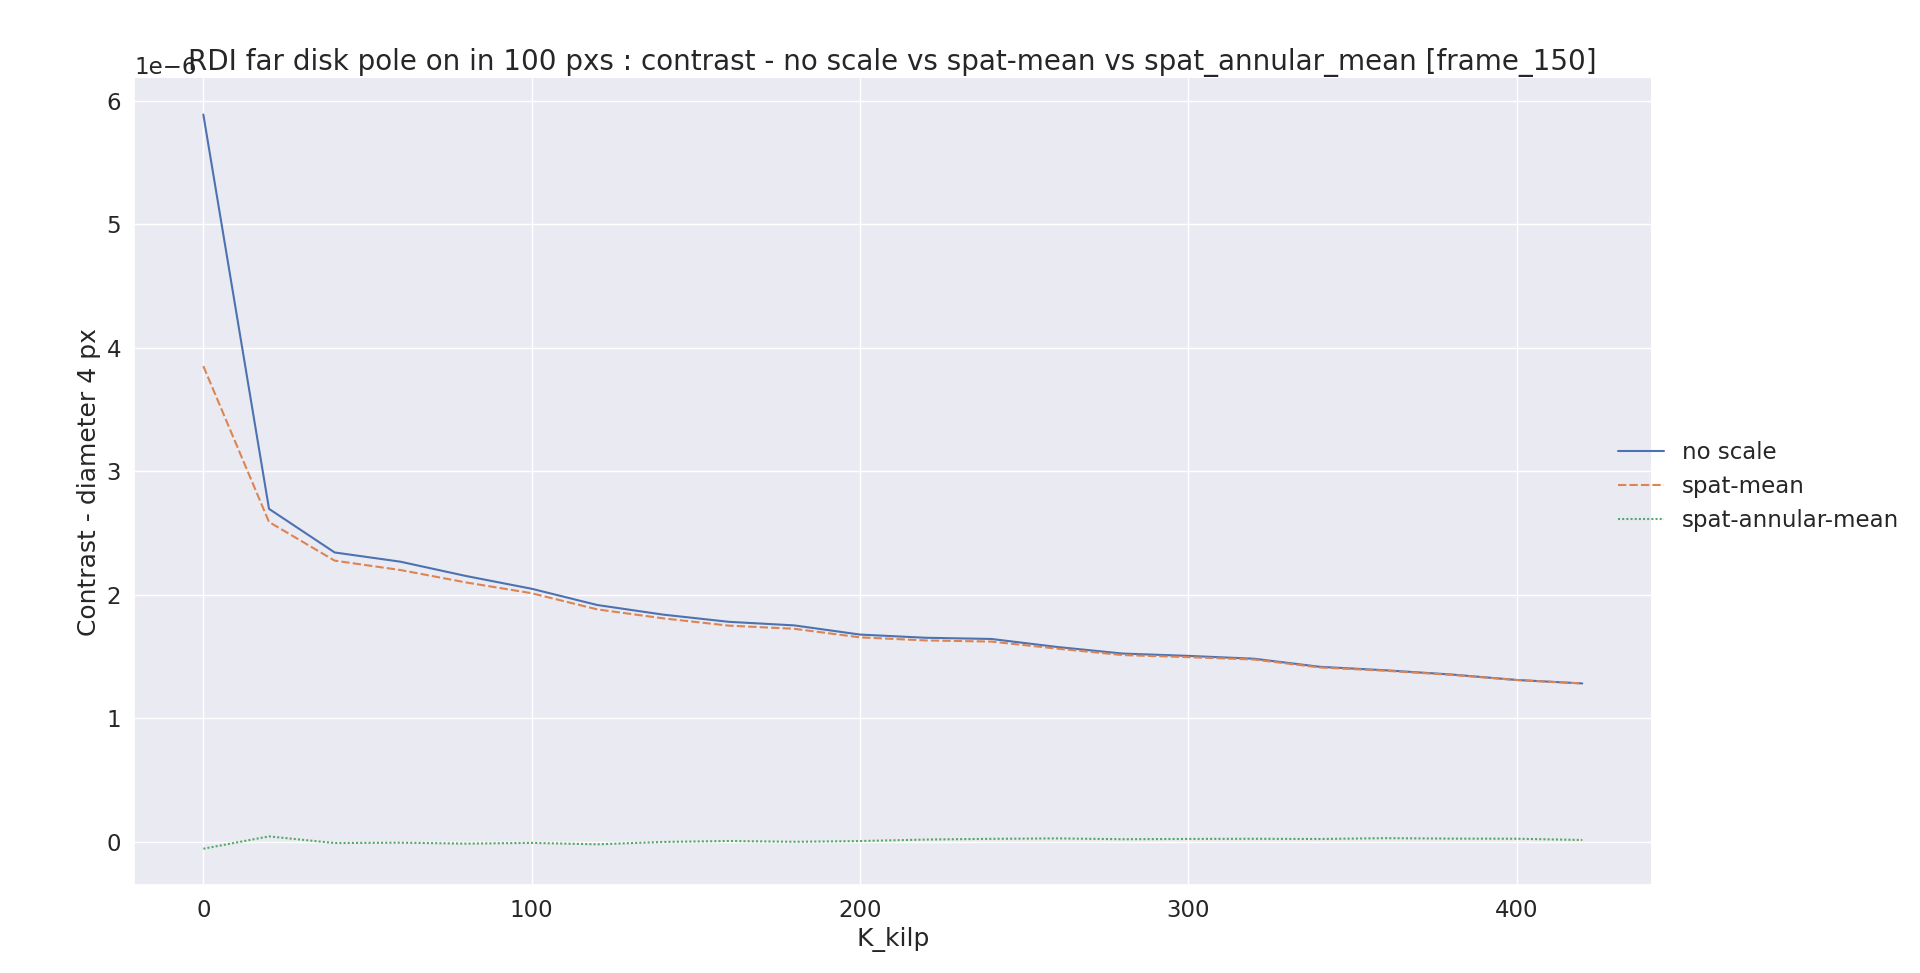 RDI far disk pole on in 100 pxs : contrast - no scale vs spat-mean vs spat_annular_mean [frame_150]
1e−6
6
5
4
3
2
1
0
Contrast - diameter 4 px
0 100 200 300 400
K_kilp
no scale
spat-mean
spat-annular-mean